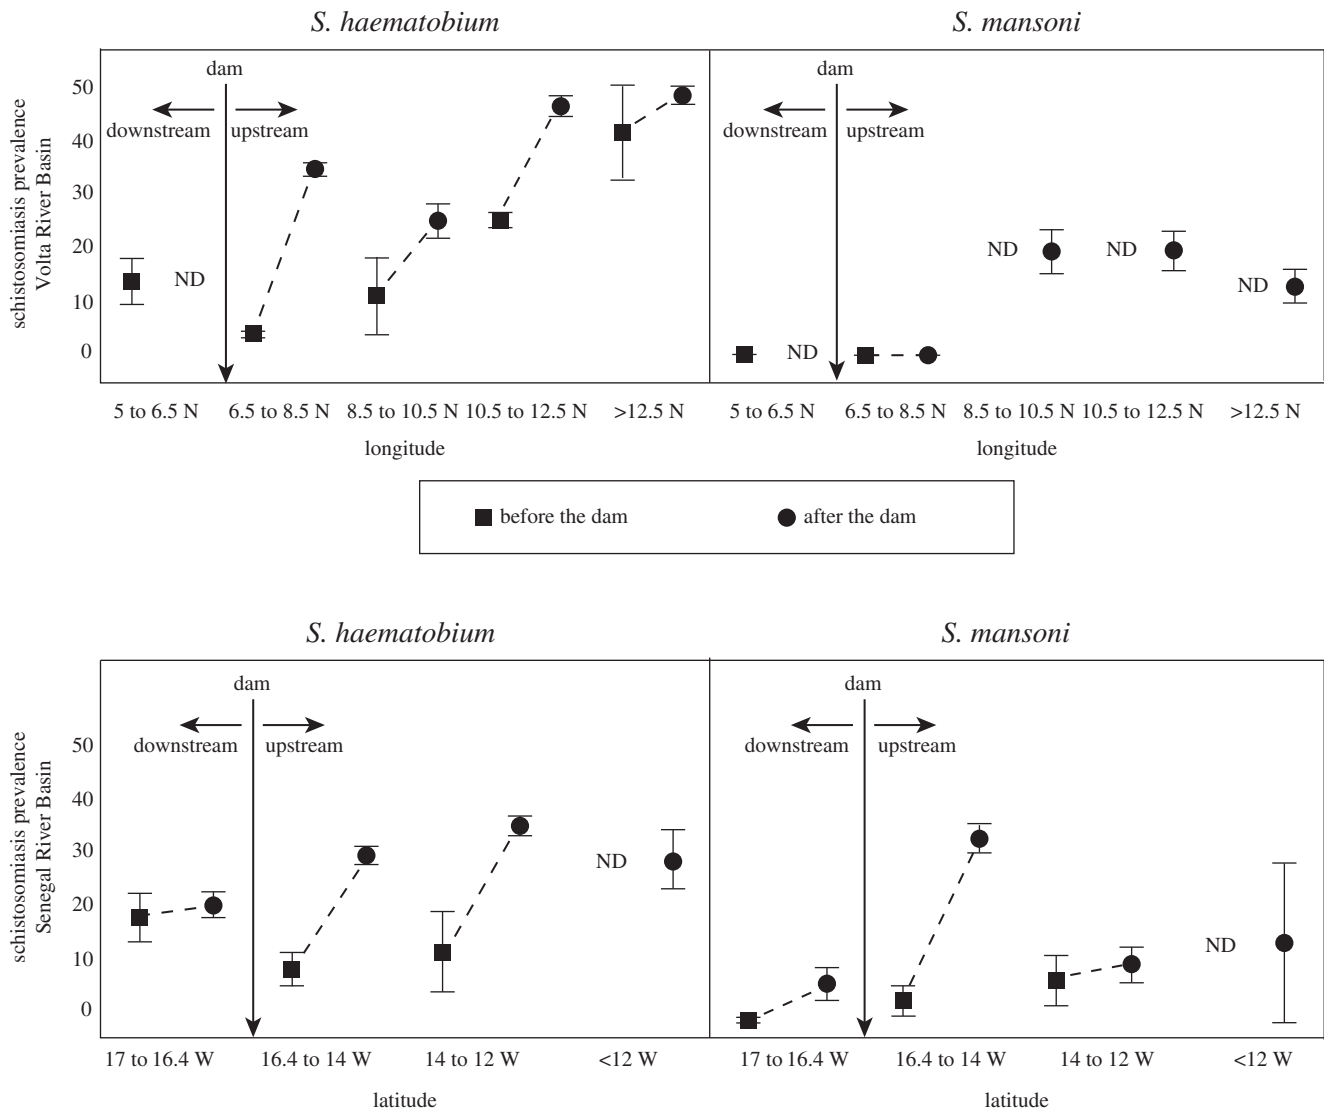 S. haematobium
S. mansoni
schistosomiasis prevalence
Volta River Basin
50
40
30
20
10
0
dam
downstream
upstream
ND
dam
downstream
upstream
ND
ND
ND
ND
5 to 6.5 N
6.5 to 8.5 N
8.5 to 10.5 N
10.5 to 12.5 N
>12.5 N
5 to 6.5 N
6.5 to 8.5 N
8.5 to 10.5 N
10.5 to 12.5 N
>12.5 N
longitude
longitude
before the dam
after the dam
S. haematobium
S. mansoni
schistosomiasis prevalence
Senegal River Basin
50
40
30
20
10
0
dam
downstream
upstream
ND
dam
downstream
upstream
ND
17 to 16.4 W
16.4 to 14 W
14 to 12 W
<12 W
17 to 16.4 W
16.4 to 14 W
14 to 12 W
<12 W
latitude
latitude